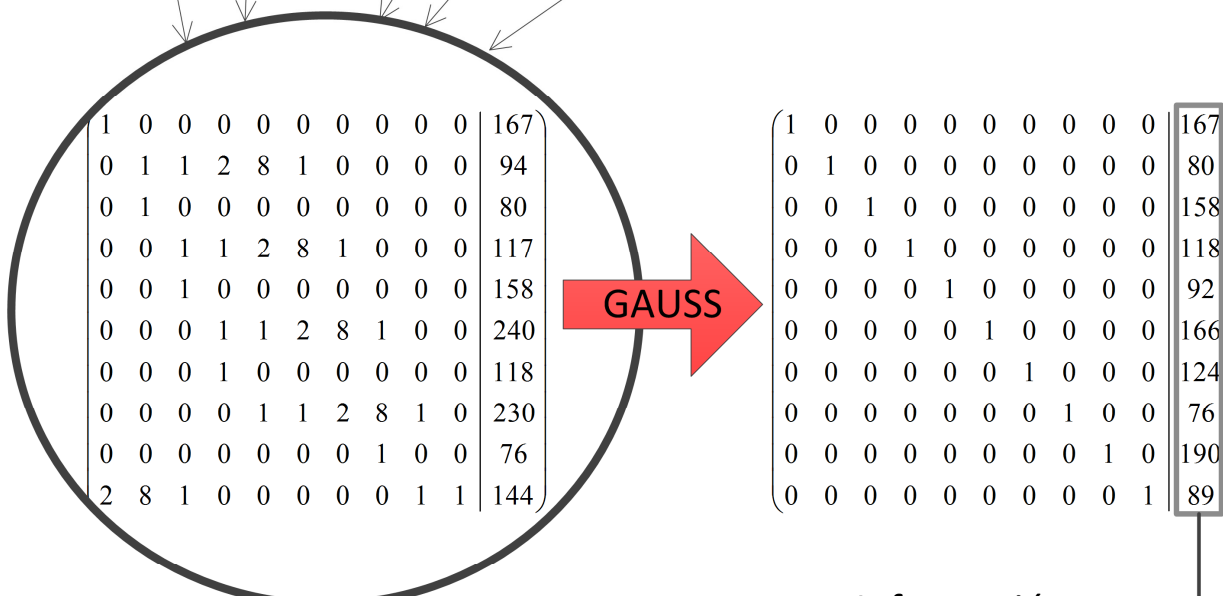 1 0 0 0 0 0 0 0 0 0 167
0 1 1 2 8 1 0 0 0 0 94
0 1 0 0 0 0 0 0 0 0 80
0 0 1 1 2 8 1 0 0 0 117
0 0 1 0 0 0 0 0 0 0 158
0 0 0 1 1 2 8 1 0 0 240
0 0 0 1 0 0 0 0 0 0 118
0 0 0 0 1 1 2 8 1 0 230
0 0 0 0 0 0 0 1 0 0 76
2 8 1 0 0 0 0 0 1 1 144
GAUSS
1 0 0 0 0 0 0 0 0 0 167
0 1 0 0 0 0 0 0 0 0 80
0 0 1 0 0 0 0 0 0 0 158
0 0 0 1 0 0 0 0 0 0 118
0 0 0 0 1 0 0 0 0 0 92
0 0 0 0 0 1 0 0 0 0 166
0 0 0 0 0 0 1 0 0 0 124
0 0 0 0 0 0 0 1 0 0 76
0 0 0 0 0 0 0 0 1 0 190
0 0 0 0 0 0 0 0 0 1 89